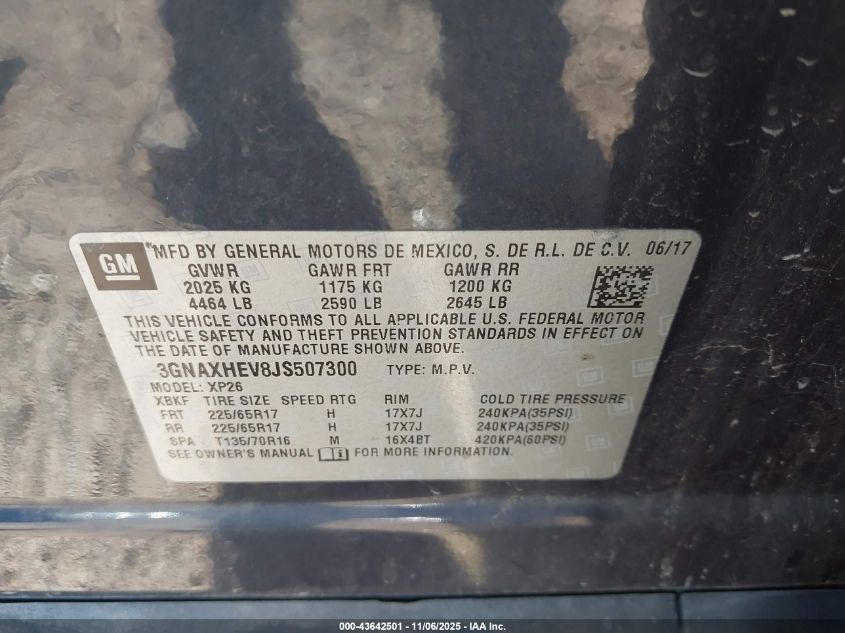 GM MFD BY GENERAL MOTORS DE MEXICO, S. DE R.L. DE C.V. 06/17
GVWR GAWR FRT GAWR RR
2025 KG 1175 KG 1200 KG
4464 LB 2590 LB 2645 LB
THIS VEHICLE CONFORMS TO ALL APPLICABLE U.S. FEDERAL MOTOR
VEHICLE SAFETY AND THEFT PREVENTION STANDARDS IN EFFECT ON
THE DATE OF MANUFACTURE SHOWN ABOVE.
3GNAXHEV8JS507300 TYPE: M.P.V.
MODEL: XP26
XBKF TIRE SIZE SPEED RTG RIM COLD TIRE PRESSURE
FRT 225/65R17 H 17X7J 240KPA(35PSI)
RR 225/65R17 H 17X7J 240KPA(35PSI)
SPA T135/70R16 M 16X4BT 420KPA(60PSI)
SEE OWNER'S MANUAL FOR MORE INFORMATION.
000-43642501 - 11/06/2025 - IAA Inc.